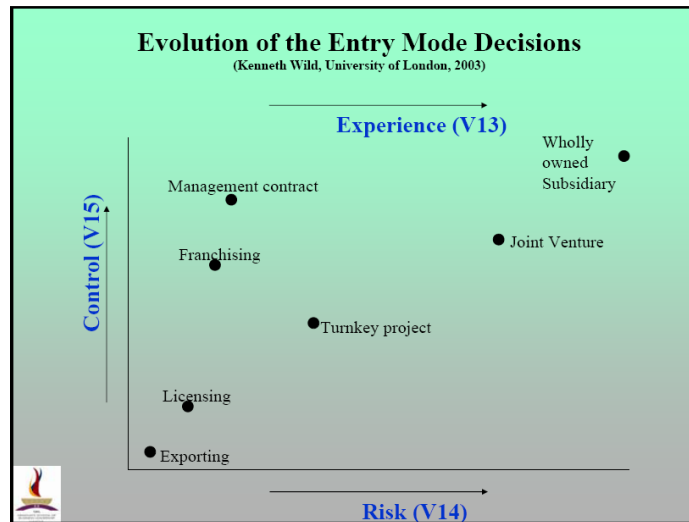 Evolution of the Entry Mode Decisions
(Kenneth Wild, University of London, 2003)
Experience (V13)
Wholly
owned
Subsidiary
Management contract
Control (V15)
Joint Venture
Franchising
Turnkey project
Licensing
Exporting
Risk (V14)